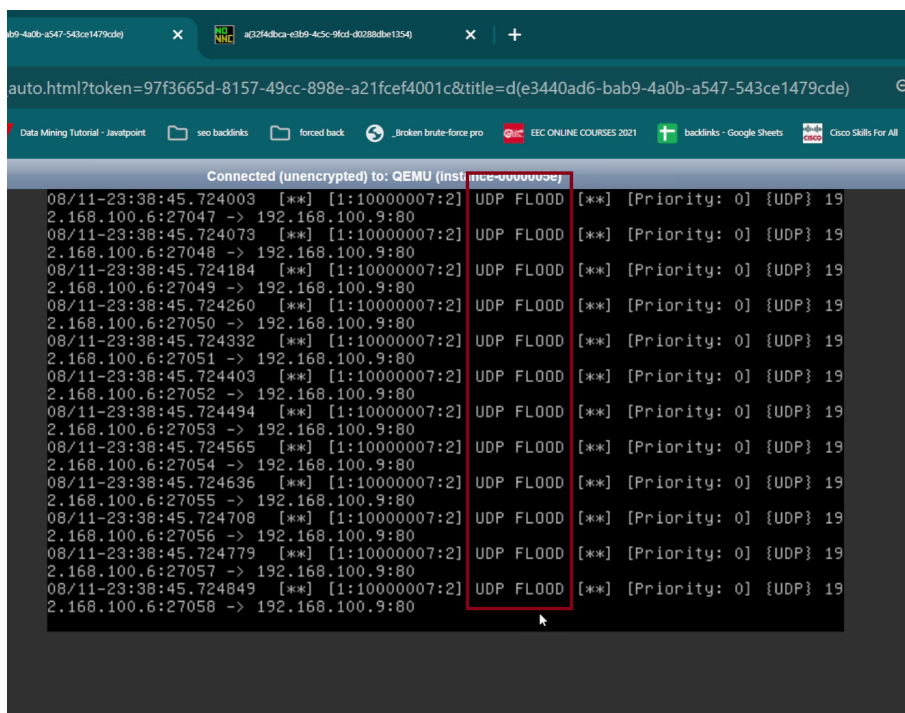 ab9-4a0b-a547-543ce1479cde)
NO VNC
a(32f4dbca-e3b9-4c5c-9fcd-d0288dbe1354)
auto.html?token=97f3665d-8157-49cc-898e-a21fcef4001c&title=d(e3440ad6-bab9-4a0b-a547-543ce1479cde)
Data Mining Tutorial - Javatpoint seo backlinks forced back _Broken brute-force pro EEC ONLINE COURSES 2021 backlinks - Google Sheets CISCO Cisco Skills For All
Connected (unencrypted) to: QEMU (instance-0000005e)
08/11-23:38:45.724003 [**] [1:10000007:2] UDP FLOOD [**] [Priority: 0] {UDP} 19
2.168.100.6:27047 -> 192.168.100.9:80
08/11-23:38:45.724073 [**] [1:10000007:2] UDP FLOOD [**] [Priority: 0] {UDP} 19
2.168.100.6:27048 -> 192.168.100.9:80
08/11-23:38:45.724184 [**] [1:10000007:2] UDP FLOOD [**] [Priority: 0] {UDP} 19
2.168.100.6:27049 -> 192.168.100.9:80
08/11-23:38:45.724260 [**] [1:10000007:2] UDP FLOOD [**] [Priority: 0] {UDP} 19
2.168.100.6:27050 -> 192.168.100.9:80
08/11-23:38:45.724332 [**] [1:10000007:2] UDP FLOOD [**] [Priority: 0] {UDP} 19
2.168.100.6:27051 -> 192.168.100.9:80
08/11-23:38:45.724403 [**] [1:10000007:2] UDP FLOOD [**] [Priority: 0] {UDP} 19
2.168.100.6:27052 -> 192.168.100.9:80
08/11-23:38:45.724494 [**] [1:10000007:2] UDP FLOOD [**] [Priority: 0] {UDP} 19
2.168.100.6:27053 -> 192.168.100.9:80
08/11-23:38:45.724565 [**] [1:10000007:2] UDP FLOOD [**] [Priority: 0] {UDP} 19
2.168.100.6:27054 -> 192.168.100.9:80
08/11-23:38:45.724636 [**] [1:10000007:2] UDP FLOOD [**] [Priority: 0] {UDP} 19
2.168.100.6:27055 -> 192.168.100.9:80
08/11-23:38:45.724708 [**] [1:10000007:2] UDP FLOOD [**] [Priority: 0] {UDP} 19
2.168.100.6:27056 -> 192.168.100.9:80
08/11-23:38:45.724779 [**] [1:10000007:2] UDP FLOOD [**] [Priority: 0] {UDP} 19
2.168.100.6:27057 -> 192.168.100.9:80
08/11-23:38:45.724849 [**] [1:10000007:2] UDP FLOOD [**] [Priority: 0] {UDP} 19
2.168.100.6:27058 -> 192.168.100.9:80